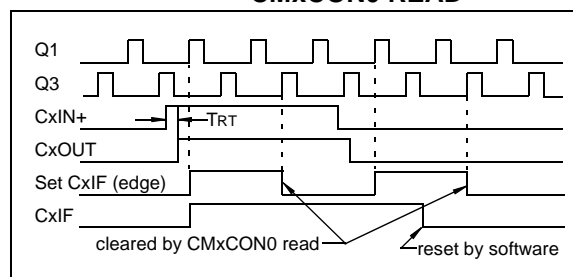 CMxCON0 READ
Q1
Q3
CxIN+
TRT
CxOUT
Set CxIF (edge)
CxIF
cleared by CMxCON0 read
reset by software